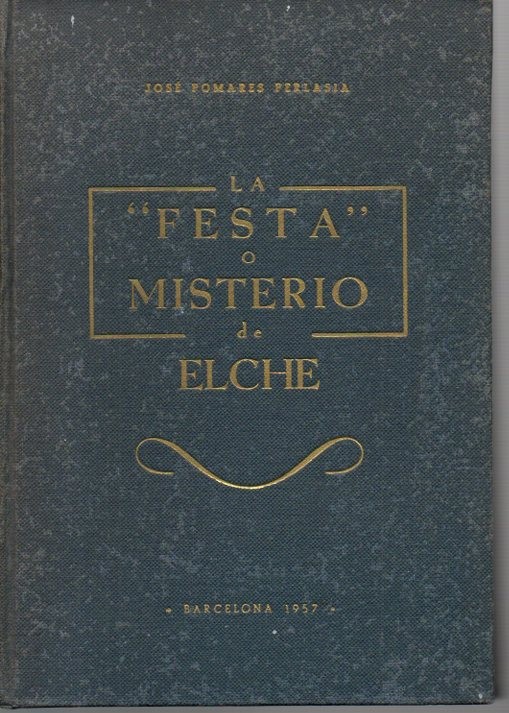 JOSÉ POMARES PERLASIA
LA
“FESTA”
O
MISTERIO
de
ELCHE
- BARCELONA 1957 -